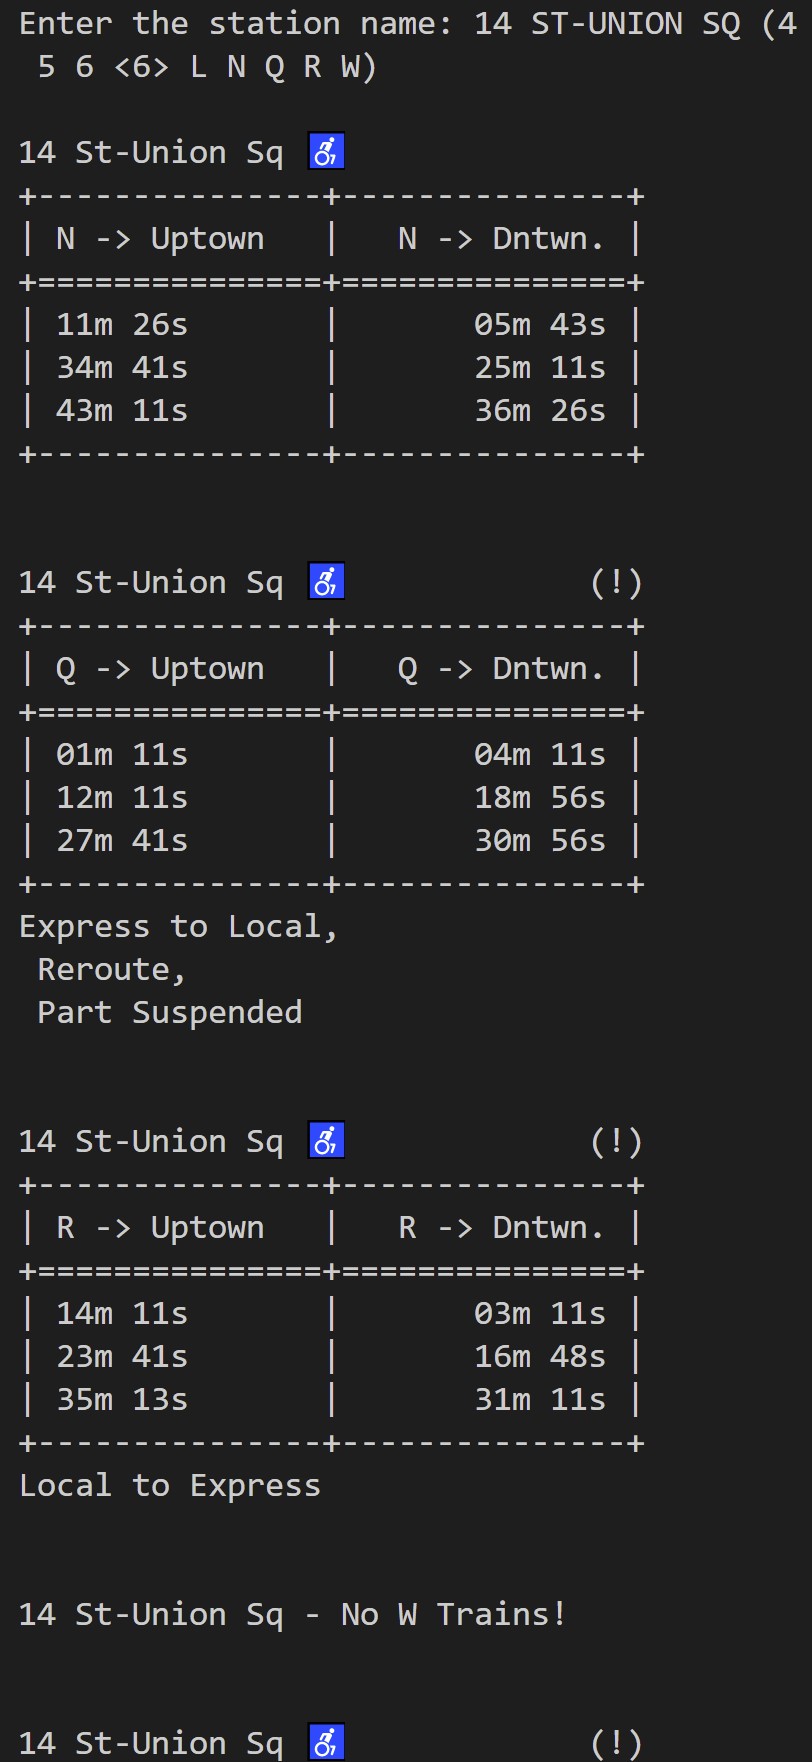 Enter the station name: 14 ST-UNION SQ (4
 5 6 <6> L N Q R W)
14 St-Union Sq ♿
+---------------+---------------+
| N -> Uptown   |   N -> Dntwn. |
+===============+===============+
| 11m 26s       |       05m 43s |
| 34m 41s       |       25m 11s |
| 43m 11s       |       36m 26s |
+---------------+---------------+
14 St-Union Sq ♿             (!)
+---------------+---------------+
| Q -> Uptown   |   Q -> Dntwn. |
+===============+===============+
| 01m 11s       |       04m 11s |
| 12m 11s       |       18m 56s |
| 27m 41s       |       30m 56s |
+---------------+---------------+
Express to Local,
 Reroute,
 Part Suspended
14 St-Union Sq ♿             (!)
+---------------+---------------+
| R -> Uptown   |   R -> Dntwn. |
+===============+===============+
| 14m 11s       |       03m 11s |
| 23m 41s       |       16m 48s |
| 35m 13s       |       31m 11s |
+---------------+---------------+
Local to Express
14 St-Union Sq - No W Trains!
14 St-Union Sq ♿             (!)